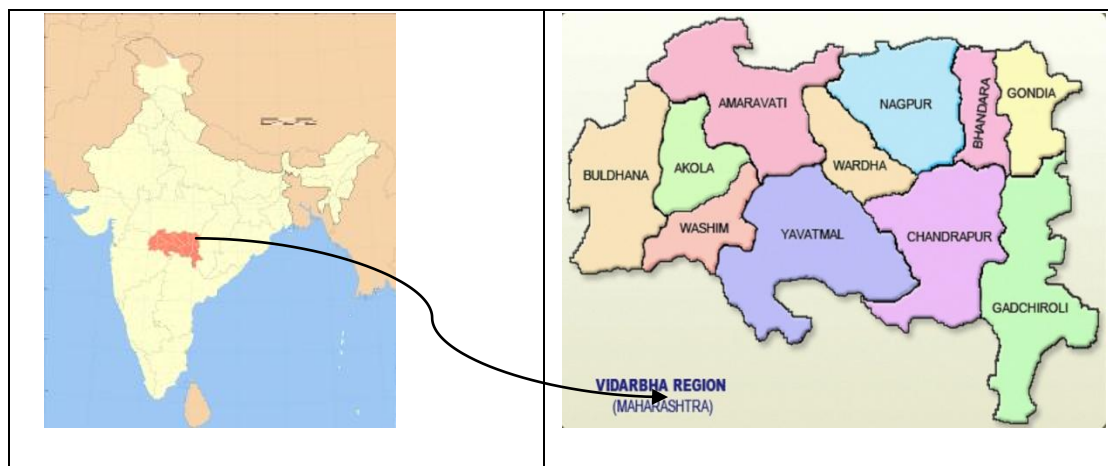 AMARAVATI
NAGPUR
BHANDARA
GONDIA
BULDHANA
AKOLA
WARDHA
WASHIM
YAVATMAL
CHANDRAPUR
GADCHIROLI
VIDARBHA REGION
(MAHARASHTRA)